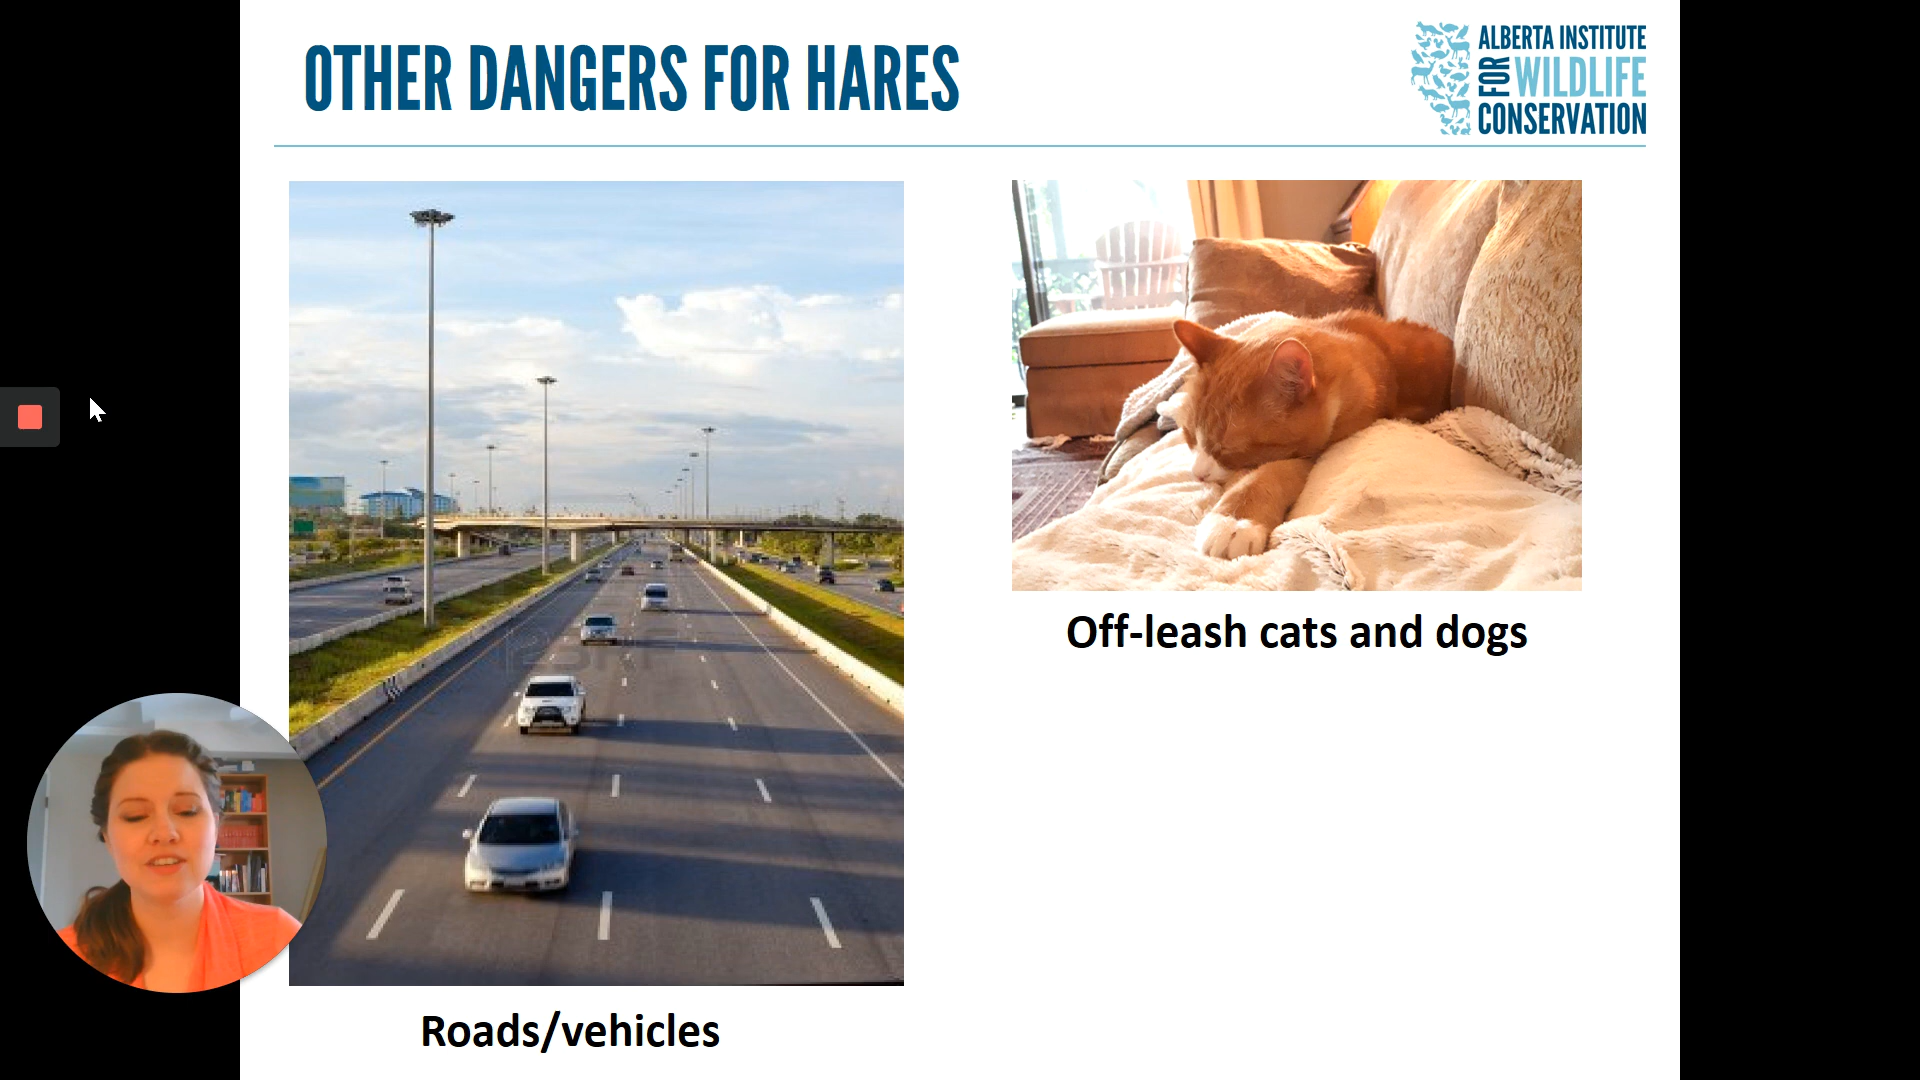 OTHER DANGERS FOR HARES
ALBERTA INSTITUTE
FOR WILDLIFE
CONSERVATION
Off-leash cats and dogs
Roads/vehicles